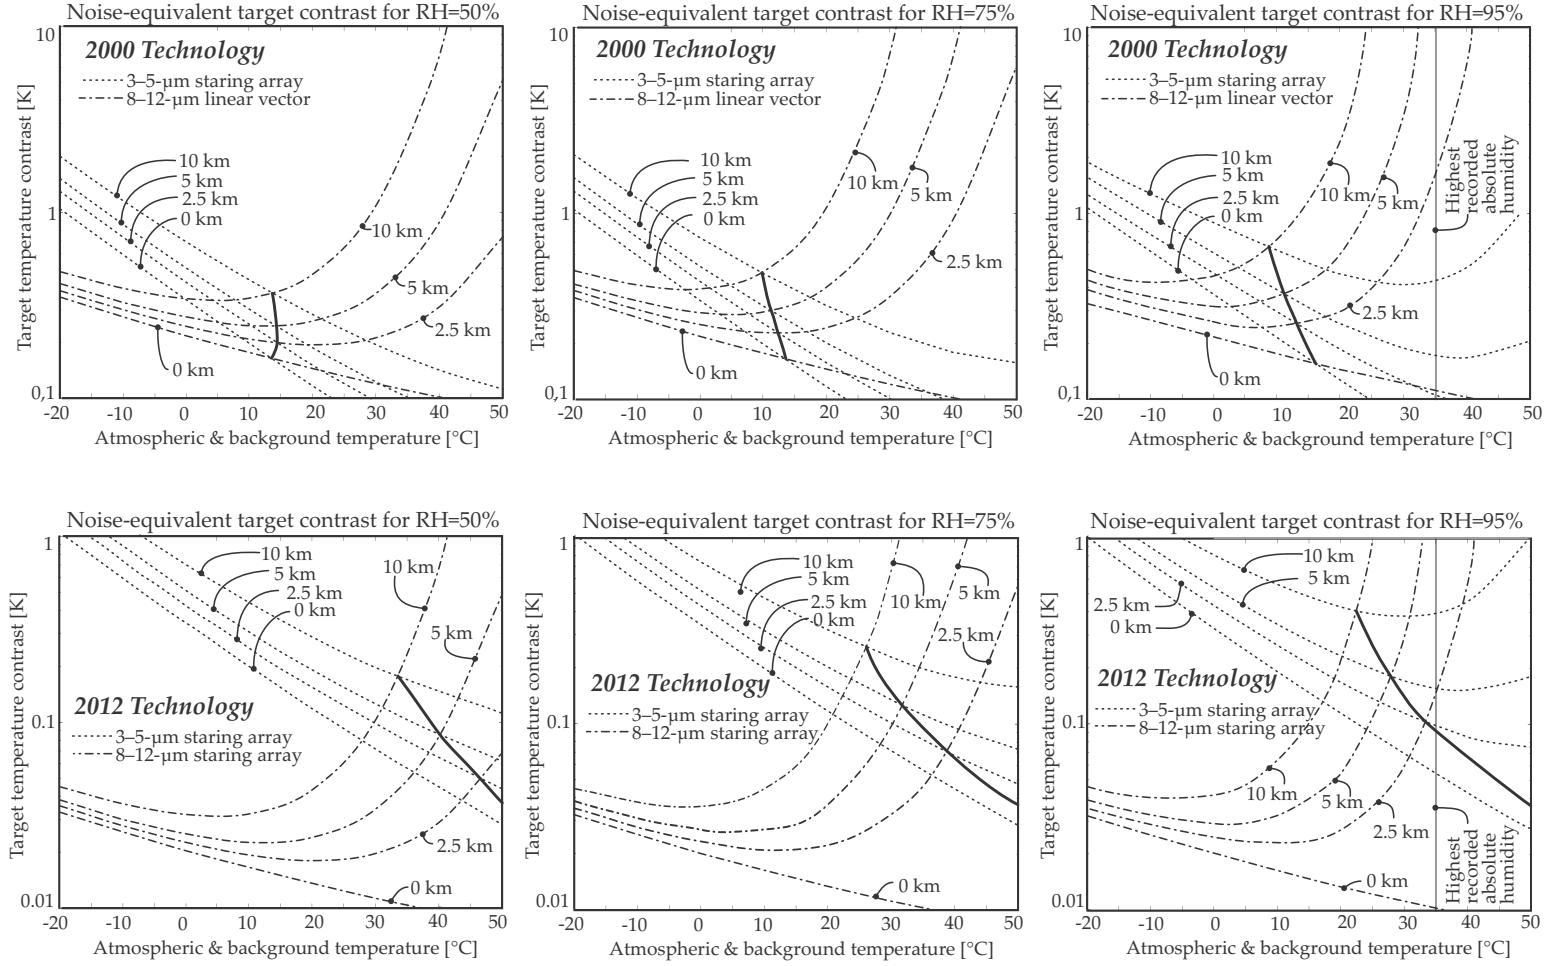 Noise-equivalent target contrast for RH=50%
10
2000 Technology
3–5-µm staring array
8–12-µm linear vector
10 km
5 km
2.5 km
0 km
1
10 km
5 km
2.5 km
0 km
0,1
Target temperature contrast [K]
-20 -10 0 10 20 30 40 50
Atmospheric & background temperature [°C]
Noise-equivalent target contrast for RH=75%
10
2000 Technology
3–5-µm staring array
8–12-µm linear vector
10 km
5 km
2.5 km
0 km
1
10 km
5 km
2.5 km
0 km
0,1
Target temperature contrast [K]
-20 -10 0 10 20 30 40 50
Atmospheric & background temperature [°C]
Noise-equivalent target contrast for RH=95%
10
2000 Technology
3–5-µm staring array
8–12-µm linear vector
Highest
recorded
absolute
humidity
10 km
5 km
2.5 km
0 km
1
10 km
5 km
2.5 km
0 km
0,1
Target temperature contrast [K]
-20 -10 0 10 20 30 40 50
Atmospheric & background temperature [°C]
Noise-equivalent target contrast for RH=50%
1
10 km
5 km
2.5 km
0 km
10 km
5 km
2012 Technology
0.1
3–5-µm staring array
8–12-µm staring array
2.5 km
0 km
0.01
Target temperature contrast [K]
-20 -10 0 10 20 30 40 50
Atmospheric & background temperature [°C]
Noise-equivalent target contrast for RH=75%
1
10 km
5 km
2.5 km
0 km
10 km
5 km
2.5 km
2012 Technology
3–5-µm staring array
8–12-µm staring array
0.1
0 km
0.01
Target temperature contrast [K]
-20 -10 0 10 20 30 40 50
Atmospheric & background temperature [°C]
Noise-equivalent target contrast for RH=95%
1
10 km
5 km
2.5 km
0 km
2012 Technology
3–5-µm staring array
8–12-µm staring array
0.1
10 km
5 km
2.5 km
0 km
Highest
recorded
absolute
humidity
0.01
Target temperature contrast [K]
-20 -10 0 10 20 30 40 50
Atmospheric & background temperature [°C]